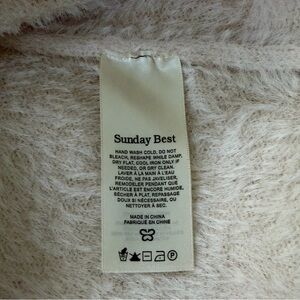 Sunday Best
HAND WASH COLD, DO NOT
BLEACH, RESHAPE WHILE DAMP,
DRY FLAT, COOL IRON ONLY IF
NEEDED, OR DRY CLEAN.
LAVER À LA MAIN À L'EAU
FROIDE, NE PAS JAVELISER,
REMODELER PENDANT QUE
L'ARTICLE EST ENCORE HUMIDE,
SÉCHER À PLAT, REPASSAGE
DOUX SI NÉCESSAIRE, OU
NETTOYER À SEC.
MADE IN CHINA
FABRIQUÉ EN CHINE
P